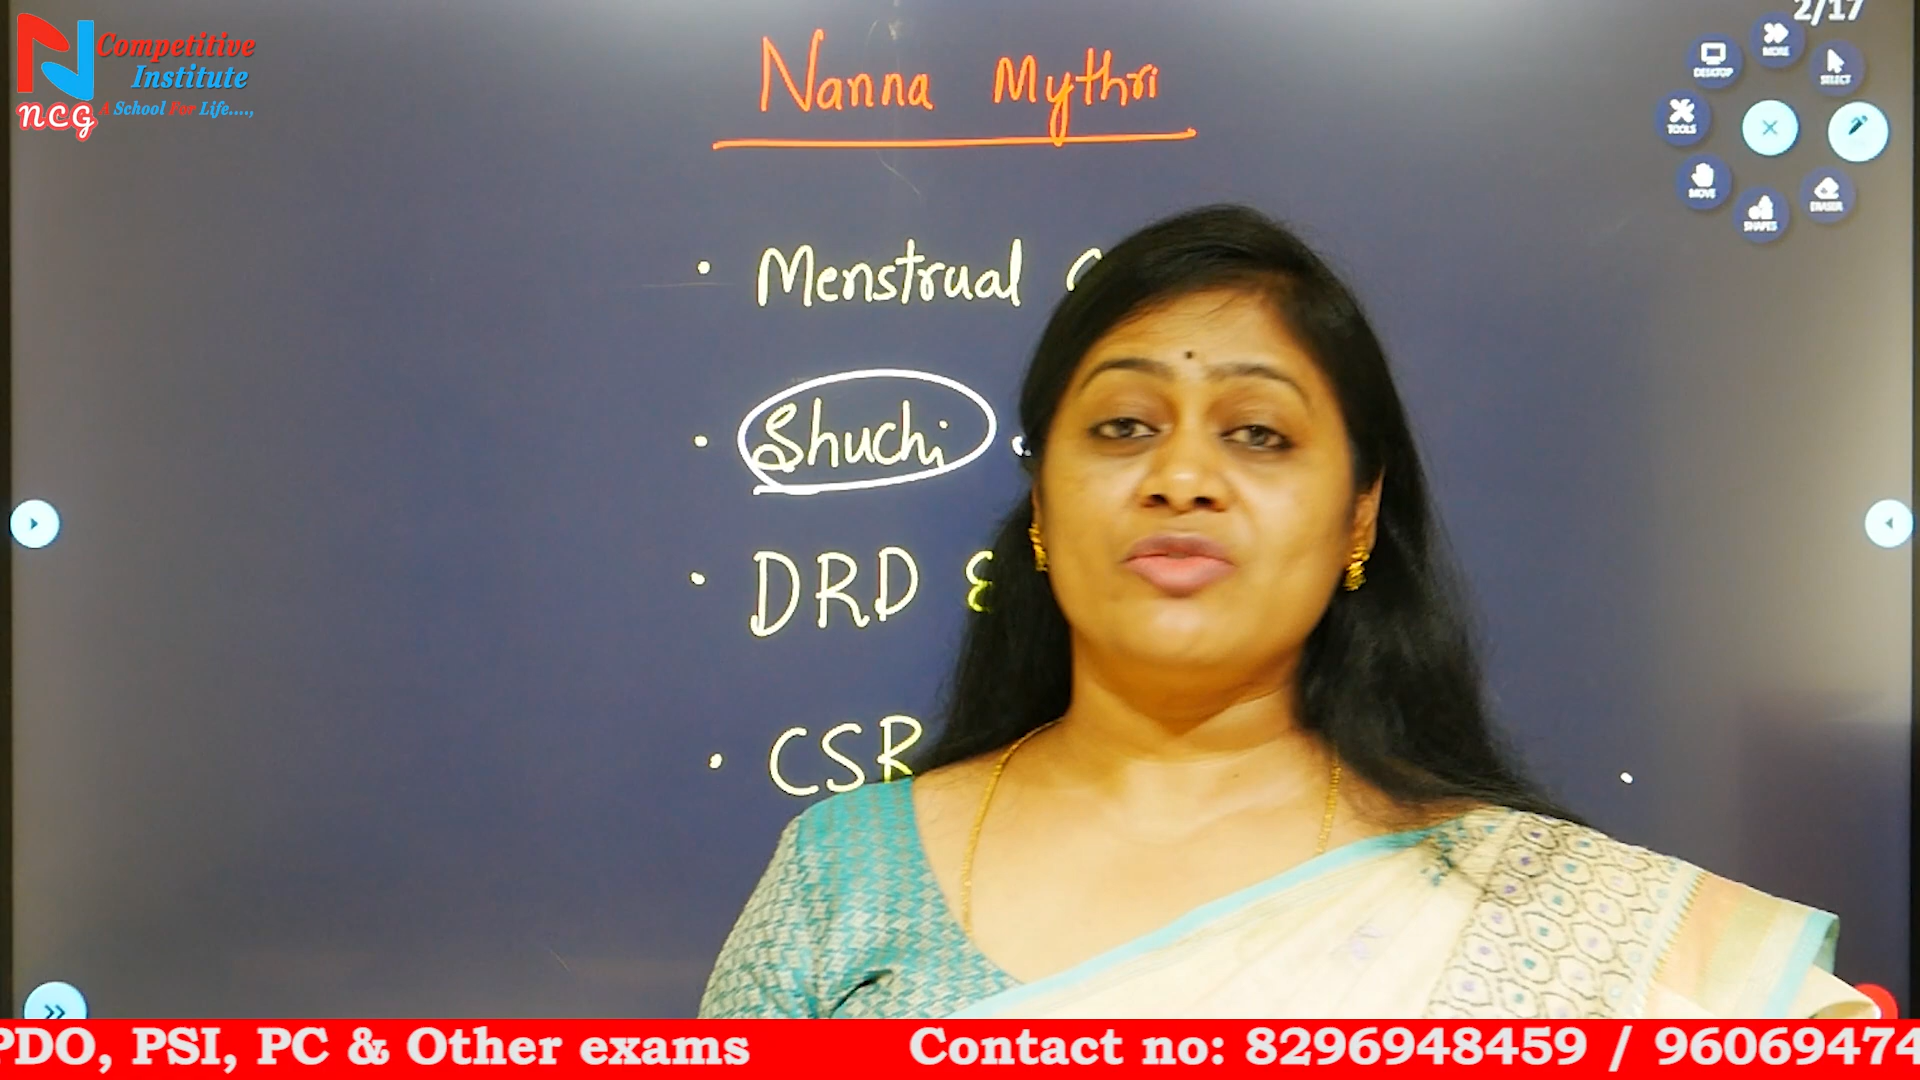 Competitive
Institute
ncg A School For Life....,
2/17
MORE
DESKTOP
SELECT
TOOLS
MOVE
ERASER
SHAPES
Nanna Mythri
Menstrual
Shuchi
DRD &
CSR
PDO, PSI, PC & Other exams Contact no: 8296948459 / 96069474